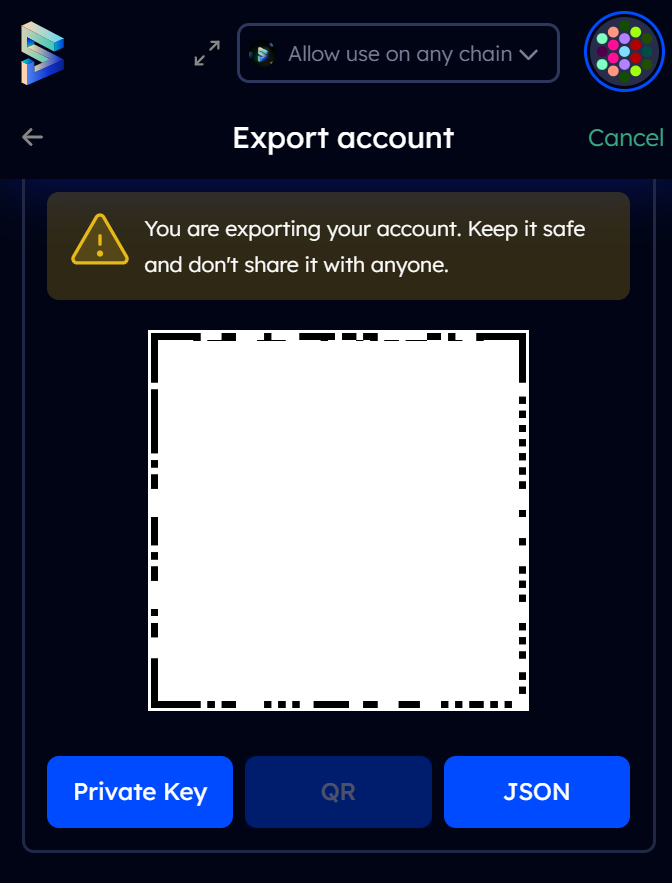 Allow use on any chain
Export account
Cancel
You are exporting your account. Keep it safe
and don't share it with anyone.
Private Key
QR
JSON